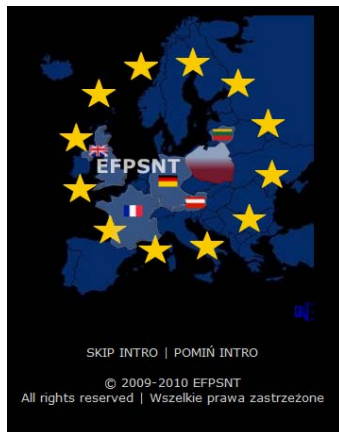 EFPSNT
SKIP INTRO | POMIŃ INTRO
© 2009-2010 EFPSNT
All rights reserved | Wszelkie prawa zastrzeżone